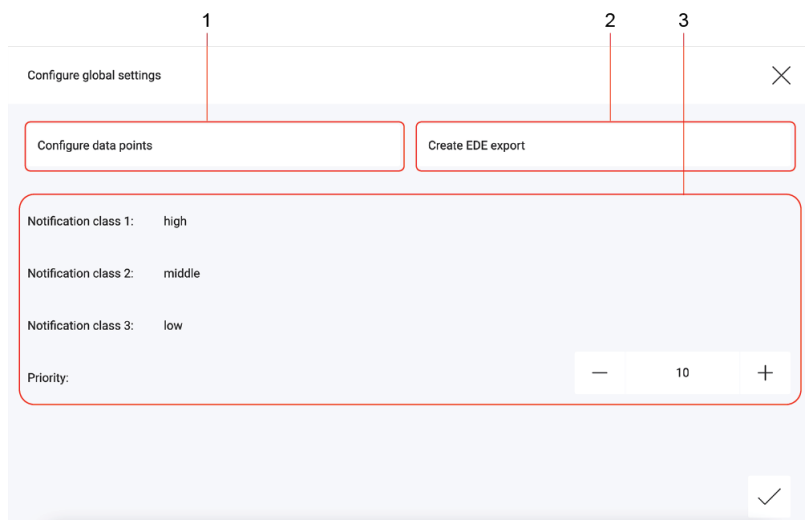 1 2 3
Configure global settings
Configure data points Create EDE export
Notification class 1: high
Notification class 2: middle
Notification class 3: low
Priority: — 10 +